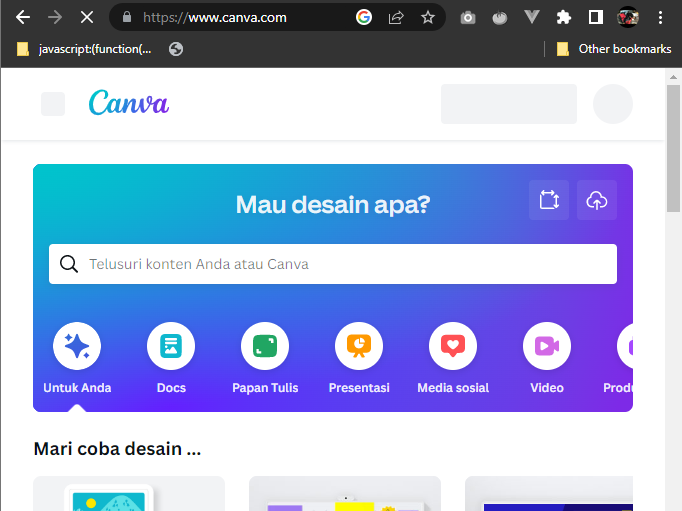 https://www.canva.com
javascript:(function(...
Other bookmarks
Canva
Mau desain apa?
Telusuri konten Anda atau Canva
Untuk Anda
Docs
Papan Tulis
Presentasi
Media sosial
Video
Produ
Mari coba desain ...